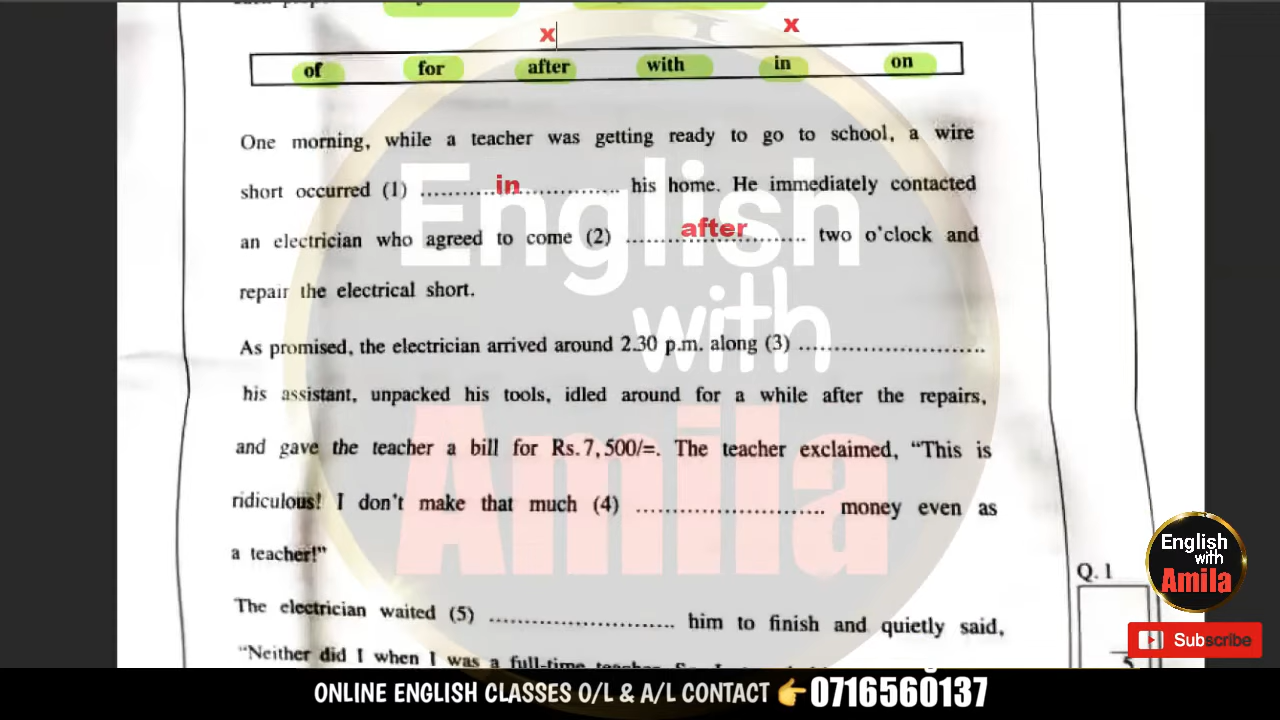 x x
of for after with in on
One morning, while a teacher was getting ready to go to school, a wire
short occurred (1) ..........in................ his home. He immediately contacted
an electrician who agreed to come (2) ........after........... two o'clock and
repair the electrical short.
As promised, the electrician arrived around 2.30 p.m. along (3) ..............................
his assistant, unpacked his tools, idled around for a while after the repairs,
and gave the teacher a bill for Rs. 7,500/=. The teacher exclaimed, "This is
ridiculous! I don't make that much (4) .............................. money even as
a teacher!"
The electrician waited (5) .............................. him to finish and quietly said,
"Neither did I when I was a full-time teacher.
Q. 1
5
English
with
Amila
English
with
Amila
Subscribe
ONLINE ENGLISH CLASSES O/L & A/L CONTACT 👉0716560137